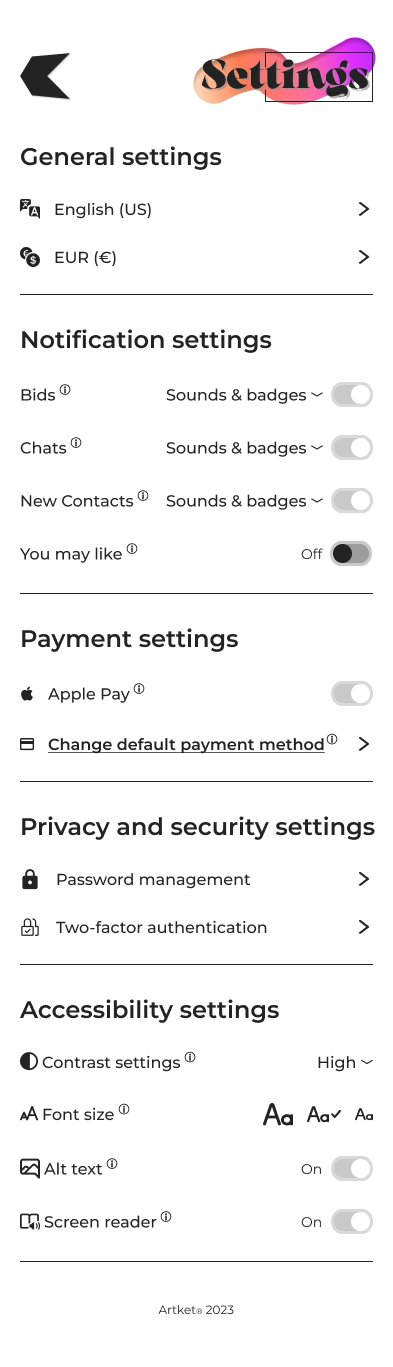 Settings
General settings
English (US)
EUR (€)
Notification settings
Bids Sounds & badges
Chats Sounds & badges
New Contacts Sounds & badges
You may like Off
Payment settings
Apple Pay
Change default payment method
Privacy and security settings
Password management
Two-factor authentication
Accessibility settings
Contrast settings High
Font size Aa Aa Aa
Alt text On
Screen reader On
Artket® 2023